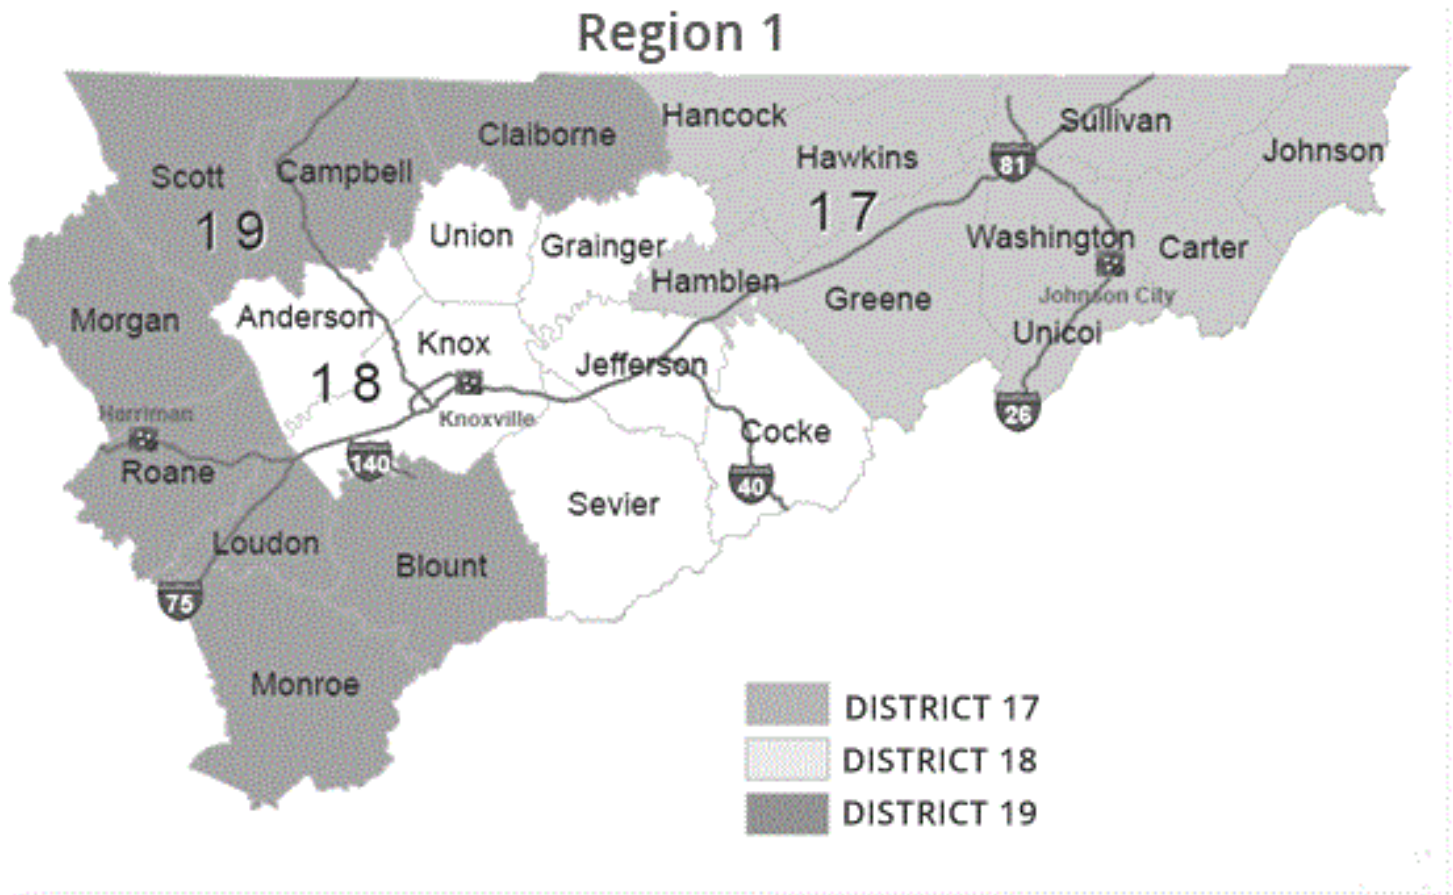 Region 1
Hancock
Sullivan
Claiborne
Johnson
Hawkins
81
Scott
Campbell
19
17
Union
Grainger
Washington
Carter
Hamblen
Greene
Johnson City
Morgan
Anderson
Unicoi
Knox
Jefferson
18
Harriman
Knoxville
26
Cocke
Roane
140
40
Sevier
Loudon
Blount
75
Monroe
DISTRICT 17
DISTRICT 18
DISTRICT 19